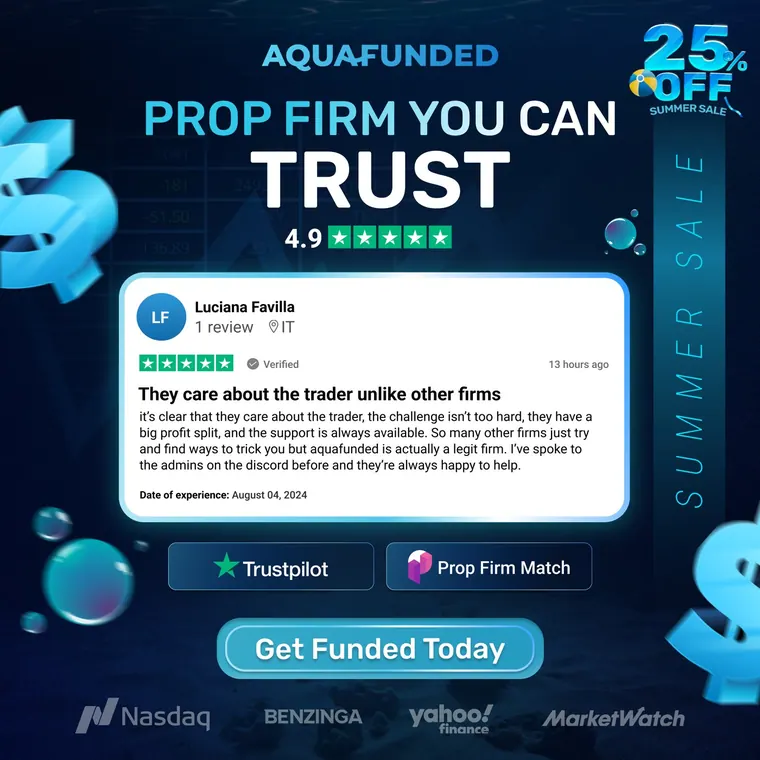 AQUAFUNDED
25%
OFF
SUMMER SALE
PROP FIRM YOU CAN
TRUST
4.9
SUMMER SALE
LF
Luciana Favilla
1 review IT
Verified
13 hours ago
They care about the trader unlike other firms
it's clear that they care about the trader, the challenge isn't too hard, they have a
big profit split, and the support is always available. So many other firms just try
and find ways to trick you but aquafunded is actually a legit firm. I've spoke to
the admins on the discord before and they're always happy to help.
Date of experience: August 04, 2024
Trustpilot
Prop Firm Match
Get Funded Today
Nasdaq
BENZINGA
yahoo!
finance
MarketWatch